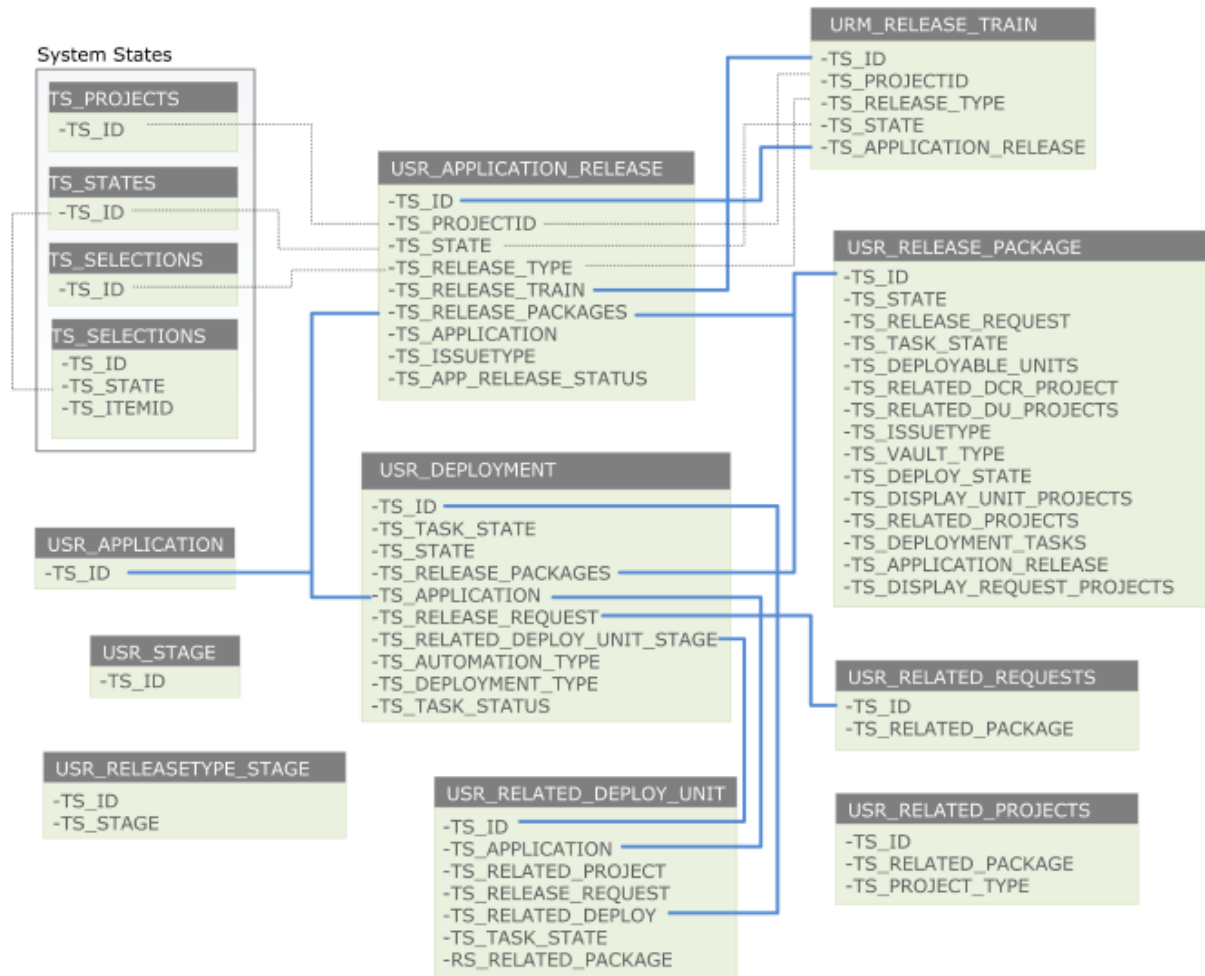 System States
TS_PROJECTS
-TS_ID
TS_STATES
-TS_ID
TS_SELECTIONS
-TS_ID
TS_SELECTIONS
-TS_ID
-TS_STATE
-TS_ITEMID
USR_APPLICATION
-TS_ID
USR_STAGE
-TS_ID
USR_RELEASETYPE_STAGE
-TS_ID
-TS_STAGE
USR_APPLICATION_RELEASE
-TS_ID
-TS_PROJECTID
-TS_STATE
-TS_RELEASE_TYPE
-TS_RELEASE_TRAIN
-TS_RELEASE_PACKAGES
-TS_APPLICATION
-TS_ISSUETYPE
-TS_APP_RELEASE_STATUS
USR_DEPLOYMENT
-TS_ID
-TS_TASK_STATE
-TS_STATE
-TS_RELEASE_PACKAGES
-TS_APPLICATION
-TS_RELEASE_REQUEST
-TS_RELATED_DEPLOY_UNIT_STAGE
-TS_AUTOMATION_TYPE
-TS_DEPLOYMENT_TYPE
-TS_TASK_STATUS
USR_RELATED_DEPLOY_UNIT
-TS_ID
-TS_APPLICATION
-TS_RELATED_PROJECT
-TS_RELEASE_REQUEST
-TS_RELATED_DEPLOY
-TS_TASK_STATE
-RS_RELATED_PACKAGE
URM_RELEASE_TRAIN
-TS_ID
-TS_PROJECTID
-TS_RELEASE_TYPE
-TS_STATE
-TS_APPLICATION_RELEASE
USR_RELEASE_PACKAGE
-TS_ID
-TS_STATE
-TS_RELEASE_REQUEST
-TS_TASK_STATE
-TS_DEPLOYABLE_UNITS
-TS_RELATED_DCR_PROJECT
-TS_RELATED_DU_PROJECTS
-TS_ISSUETYPE
-TS_VAULT_TYPE
-TS_DEPLOY_STATE
-TS_DISPLAY_UNIT_PROJECTS
-TS_RELATED_PROJECTS
-TS_DEPLOYMENT_TASKS
-TS_APPLICATION_RELEASE
-TS_DISPLAY_REQUEST_PROJECTS
USR_RELATED_REQUESTS
-TS_ID
-TS_RELATED_PACKAGE
USR_RELATED_PROJECTS
-TS_ID
-TS_RELATED_PACKAGE
-TS_PROJECT_TYPE